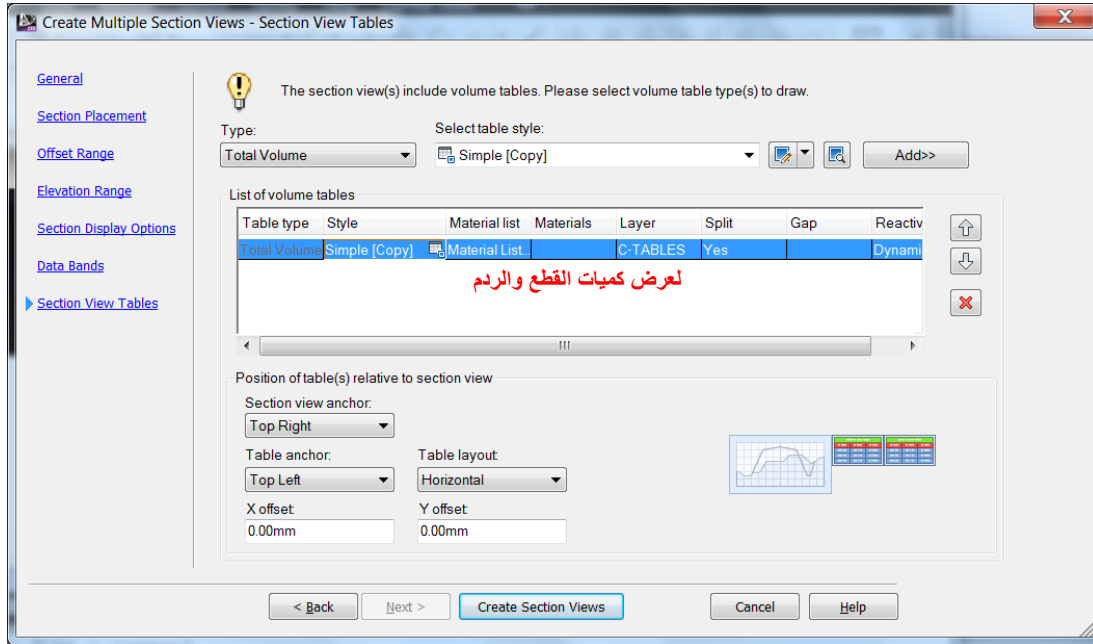 Create Multiple Section Views - Section View Tables
General
Section Placement
Offset Range
Elevation Range
Section Display Options
Data Bands
Section View Tables
The section view(s) include volume tables. Please select volume table type(s) to draw.
Type: Select table style:
Total Volume Simple [Copy] Add>>
List of volume tables
Table type Style Material list Materials Layer Split Gap Reactiv
Total Volume Simple [Copy] Material List... C-TABLES Yes Dynami
لعرض كميات القطع والردم
Position of table(s) relative to section view
Section view anchor:
Top Right
Table anchor: Table layout:
Top Left Horizontal
X offset: Y offset:
0.00mm 0.00mm
< Back Next > Create Section Views Cancel Help